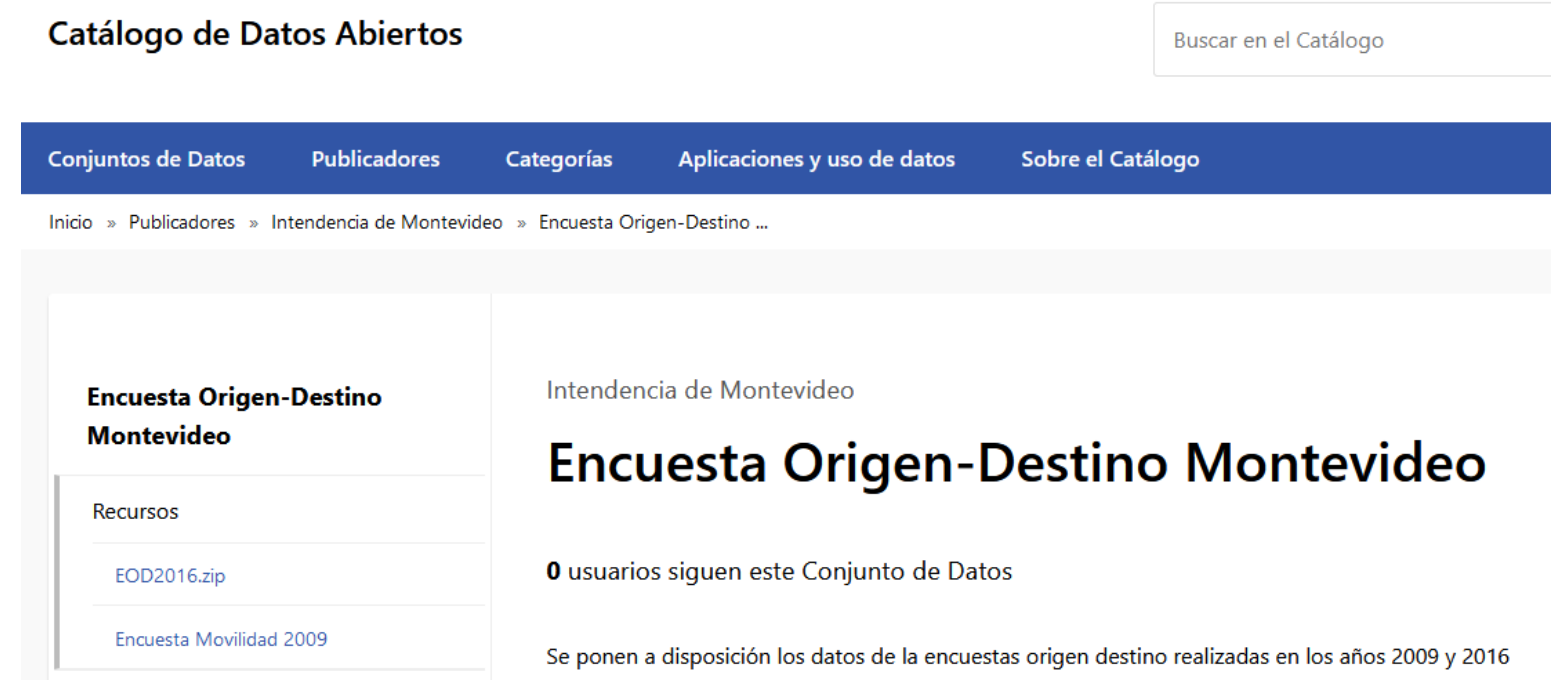 Catálogo de Datos Abiertos
Buscar en el Catálogo
Conjuntos de Datos Publicadores Categorías Aplicaciones y uso de datos Sobre el Catálogo
Inicio » Publicadores » Intendencia de Montevideo » Encuesta Origen-Destino ...
Encuesta Origen-Destino
Montevideo
Recursos
EOD2016.zip
Encuesta Movilidad 2009
Intendencia de Montevideo
Encuesta Origen-Destino Montevideo
0 usuarios siguen este Conjunto de Datos
Se ponen a disposición los datos de la encuestas origen destino realizadas en los años 2009 y 2016